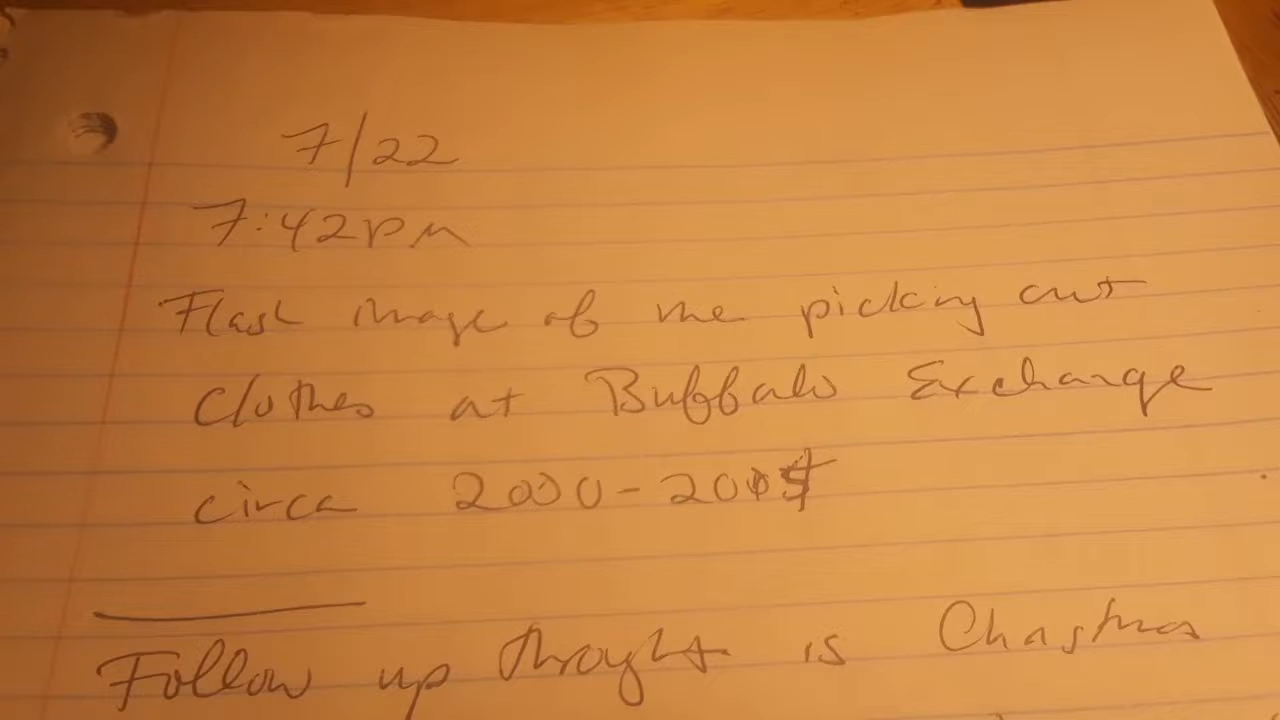 7/22
7:42pm
Flash image of me picking out
clothes at Buffalo Exchange
circa 2000-200
Follow up thought is